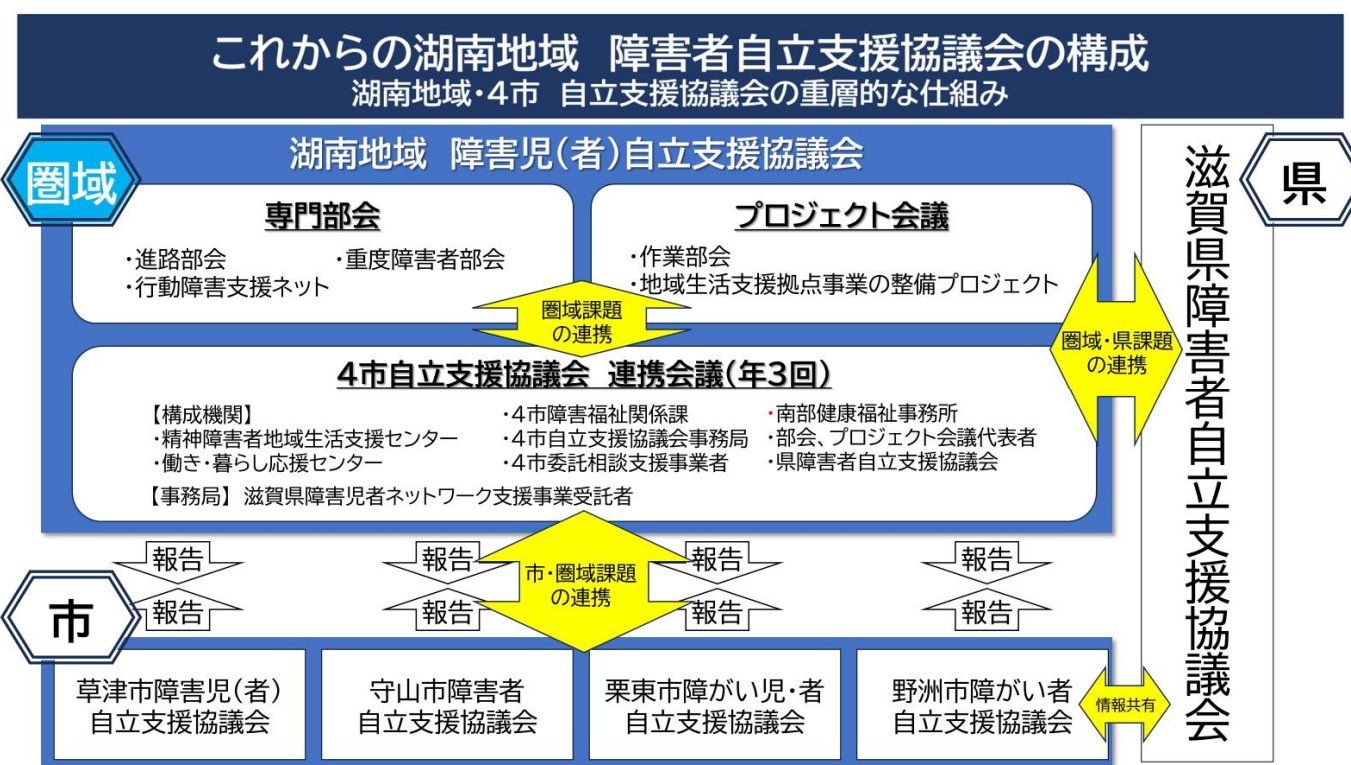 これからの湖南地域 障害者自立支援協議会の構成
湖南地域・4市 自立支援協議会の重層的な仕組み
圏域
湖南地域 障害児(者)自立支援協議会
専門部会
・進路部会 ・重度障害者部会
・行動障害支援ネット
プロジェクト会議
・作業部会
・地域生活支援拠点事業の整備プロジェクト
圏域課題
の連携
4市自立支援協議会 連携会議(年3回)
【構成機関】 ・4市障害福祉関係課 ・南部健康福祉事務所
・精神障害者地域生活支援センター ・4市自立支援協議会事務局 ・部会、プロジェクト会議代表者
・働き・暮らし応援センター ・4市委託相談支援事業者 ・県障害者自立支援協議会
【事務局】 滋賀県障害児者ネットワーク支援事業受託者
県
滋賀県障害者自立支援協議会
圏域・県課題
の連携
報告 報告 報告 報告
市・圏域課題
の連携
報告 報告 報告 報告
市
草津市障害児(者)
自立支援協議会
守山市障害者
自立支援協議会
栗東市障がい児・者
自立支援協議会
野洲市障がい者
自立支援協議会
情報共有